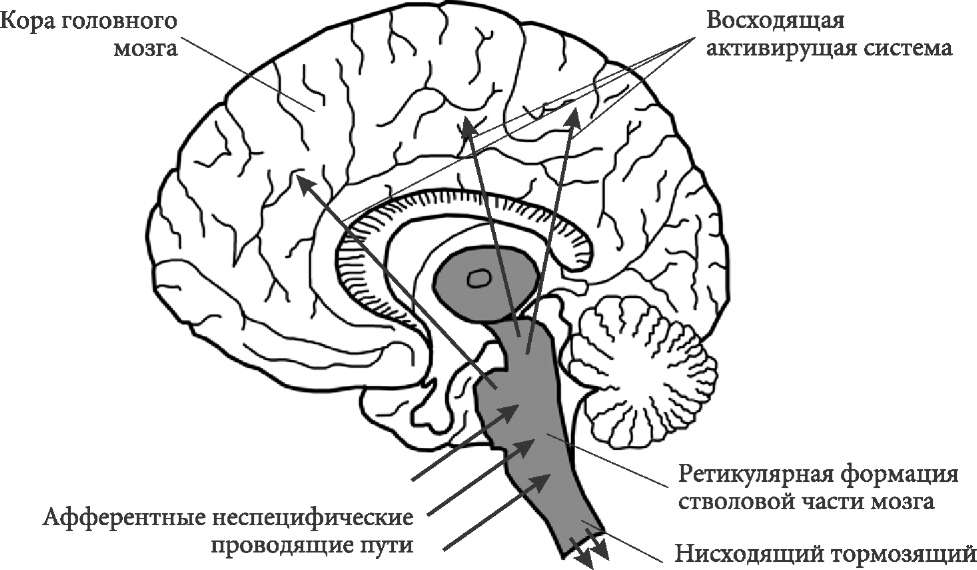 Кора головного
мозга
Восходящая
активирущая система
Ретикулярная формация
стволовой части мозга
Афферентные неспецифические
проводящие пути
Нисходящий тормозящий